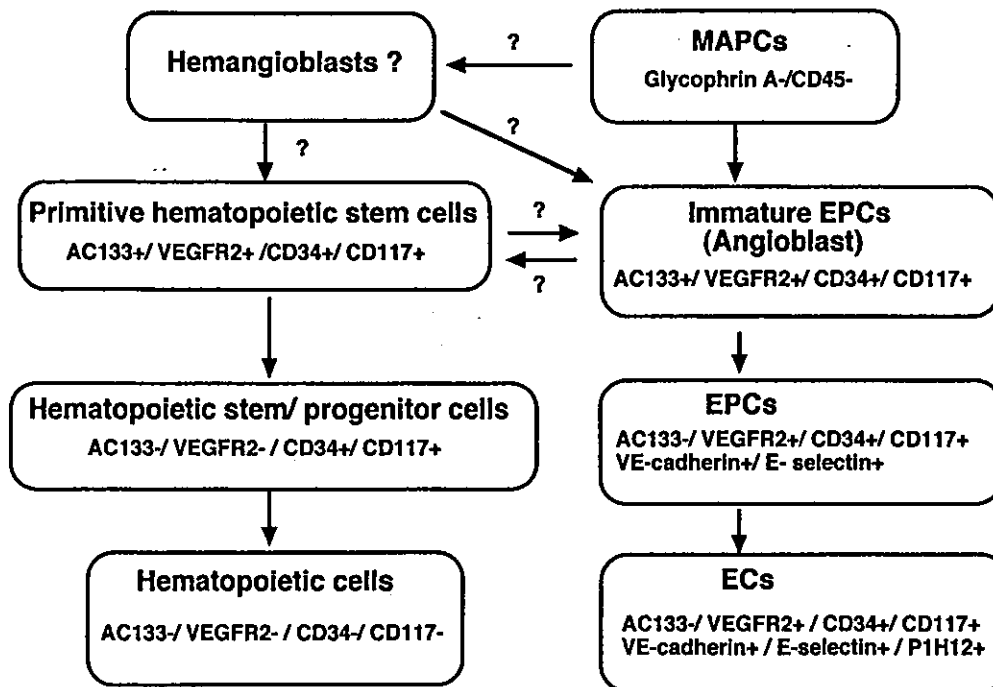 Hemangioblasts ?
?
MAPCs
Glycophrin A-/CD45-
?
?
Primitive hematopoietic stem cells
AC133+/ VEGFR2+ /CD34+/ CD117+
?
?
Immature EPCs
(Angioblast)
AC133+/ VEGFR2+/ CD34+/ CD117+
Hematopoietic stem/ progenitor cells
AC133-/ VEGFR2- / CD34+/ CD117+
EPCs
AC133-/ VEGFR2+/ CD34+/ CD117+
VE-cadherin+/ E- selectin+
Hematopoietic cells
AC133-/ VEGFR2- / CD34-/ CD117-
ECs
AC133-/ VEGFR2+ / CD34+/ CD117+
VE-cadherin+ / E-selectin+ / P1H12+